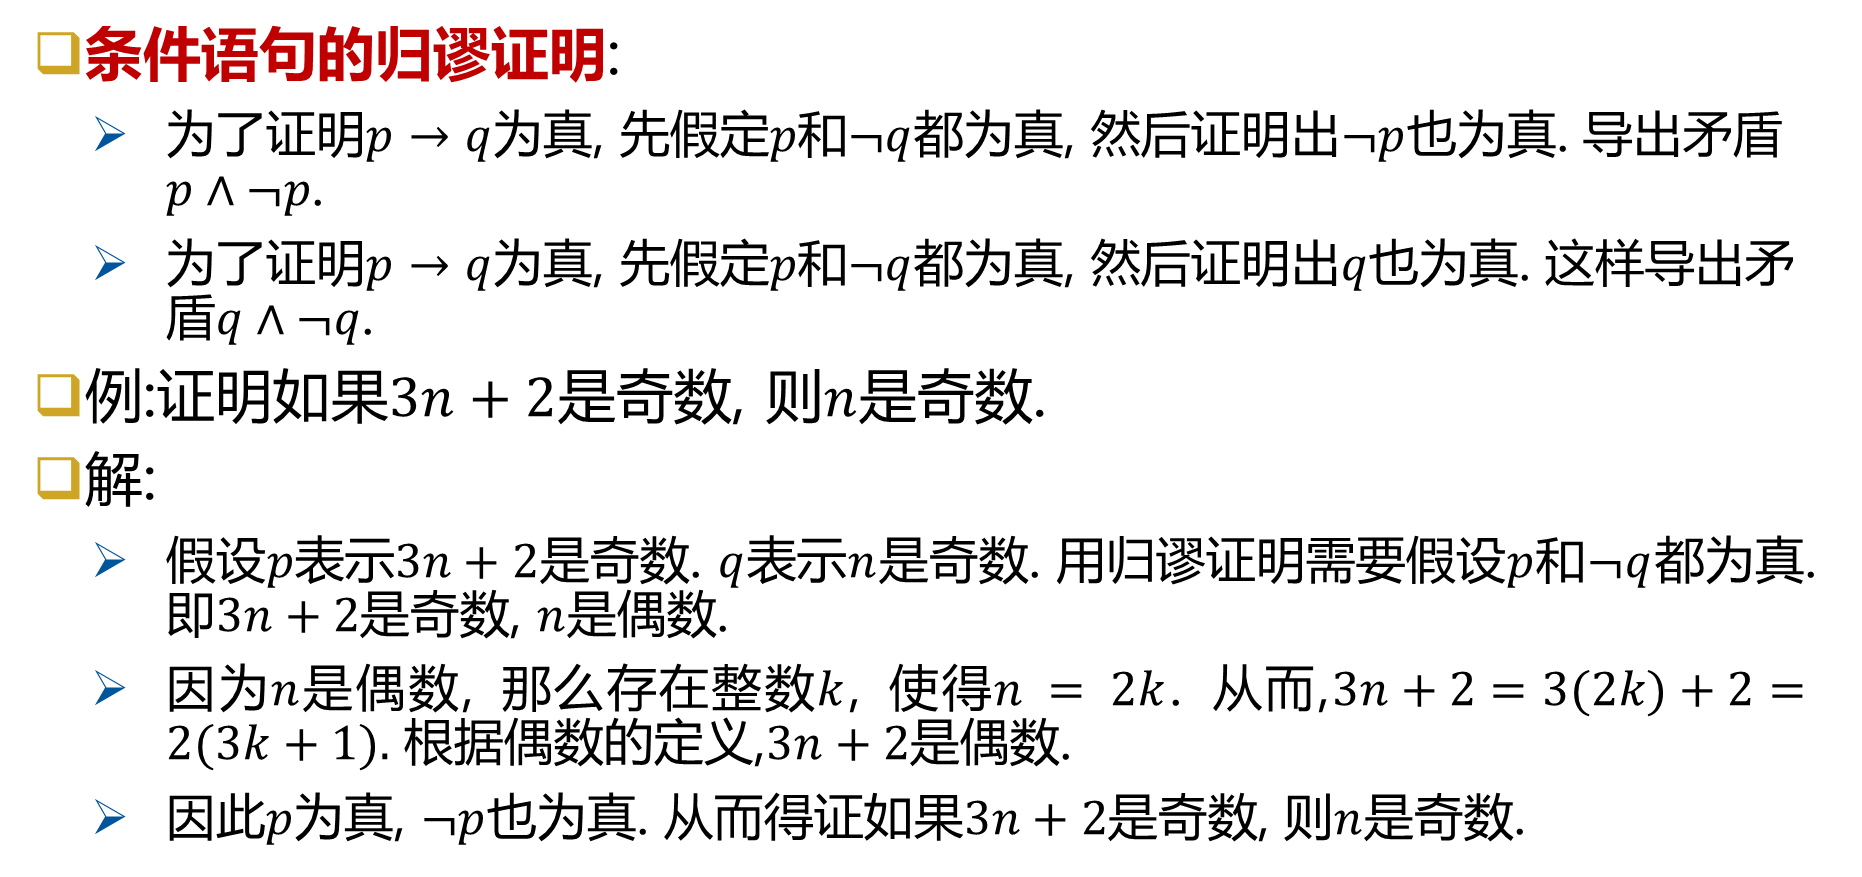 条件语句的归谬证明:
为了证明p → q为真, 先假定p和¬q都为真, 然后证明出¬p也为真. 导出矛盾
p ∧ ¬p.
为了证明p → q为真, 先假定p和¬q都为真, 然后证明出q也为真. 这样导出矛
盾q ∧ ¬q.
例:证明如果3n + 2是奇数, 则n是奇数.
解:
假设p表示3n + 2是奇数. q表示n是奇数. 用归谬证明需要假设p和¬q都为真.
即3n + 2是奇数, n是偶数.
因为n是偶数, 那么存在整数k, 使得n = 2k. 从而,3n + 2 = 3(2k) + 2 =
2(3k + 1). 根据偶数的定义,3n + 2是偶数.
因此p为真, ¬p也为真. 从而得证如果3n + 2是奇数, 则n是奇数.